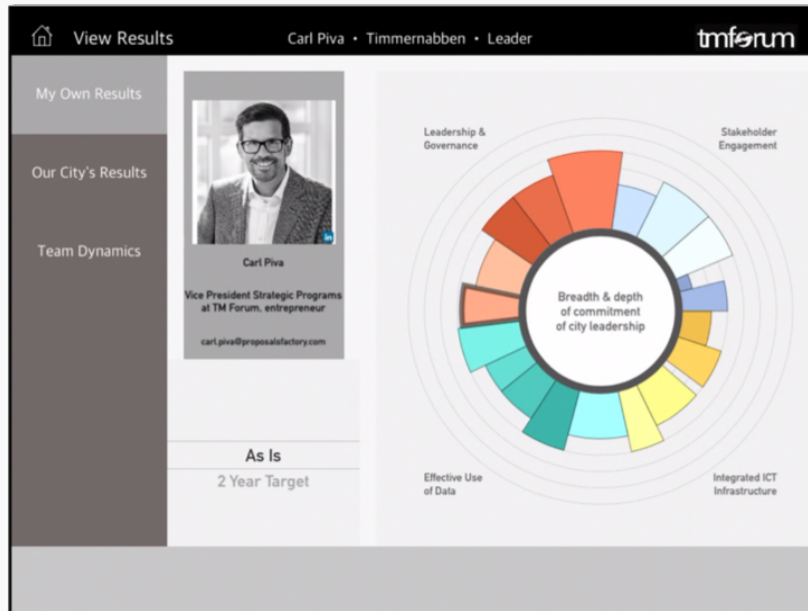 View Results
Carl Piva • Timmernabben • Leader
tmforum
My Own Results
Our City's Results
Team Dynamics
in
Carl Piva
Vice President Strategic Programs
at TM Forum, entrepreneur
carl.piva@proposalsfactory.com
As Is
2 Year Target
Leadership &
Governance
Stakeholder
Engagement
Breadth & depth
of commitment
of city leadership
Effective Use
of Data
Integrated ICT
Infrastructure